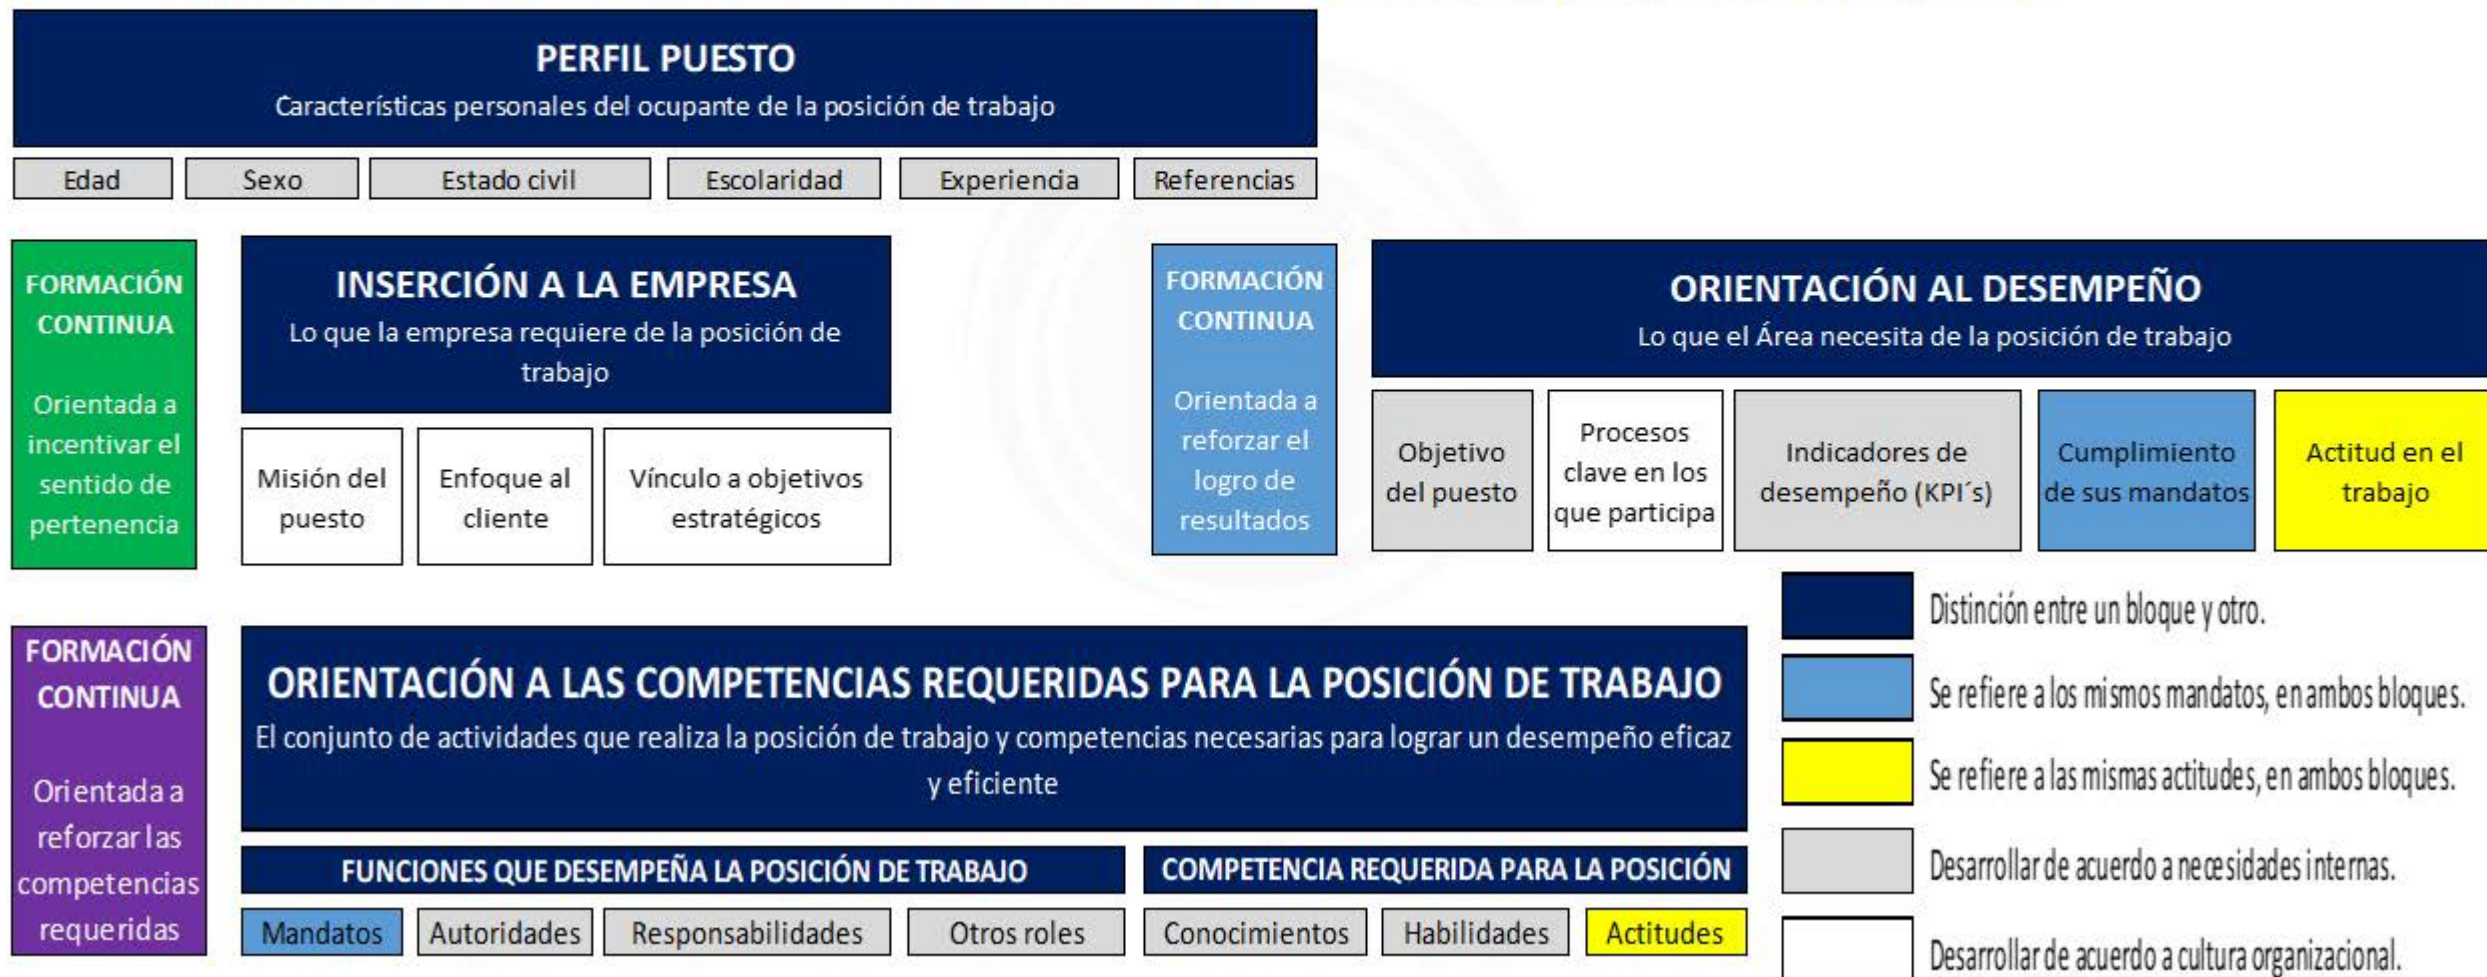 PERFIL PUESTO
Características personales del ocupante de la posición de trabajo
Edad
Sexo
Estado civil
Escolaridad
Experiencia
Referencias
FORMACIÓN
CONTINUA
Orientada a
incentivar el
sentido de
pertenencia
INSERCIÓN A LA EMPRESA
Lo que la empresa requiere de la posición de
trabajo
Misión del
puesto
Enfoque al
cliente
Vínculo a objetivos
estratégicos
FORMACIÓN
CONTINUA
Orientada a
reforzar el
logro de
resultados
ORIENTACIÓN AL DESEMPEÑO
Lo que el Área necesita de la posición de trabajo
Objetivo
del puesto
Procesos
clave en los
que participa
Indicadores de
desempeño (KPI´s)
Cumplimiento
de sus mandatos
Actitud en el
trabajo
FORMACIÓN
CONTINUA
Orientada a
reforzar las
competencias
requeridas
ORIENTACIÓN A LAS COMPETENCIAS REQUERIDAS PARA LA POSICIÓN DE TRABAJO
El conjunto de actividades que realiza la posición de trabajo y competencias necesarias para lograr un desempeño eficaz
y eficiente
FUNCIONES QUE DESEMPEÑA LA POSICIÓN DE TRABAJO
Mandatos
Autoridades
Responsabilidades
Otros roles
COMPETENCIA REQUERIDA PARA LA POSICIÓN
Conocimientos
Habilidades
Actitudes
Distinción entre un bloque y otro.
Se refiere a los mismos mandatos, en ambos bloques.
Se refiere a las mismas actitudes, en ambos bloques.
Desarrollar de acuerdo a necesidades internas.
Desarrollar de acuerdo a cultura organizacional.